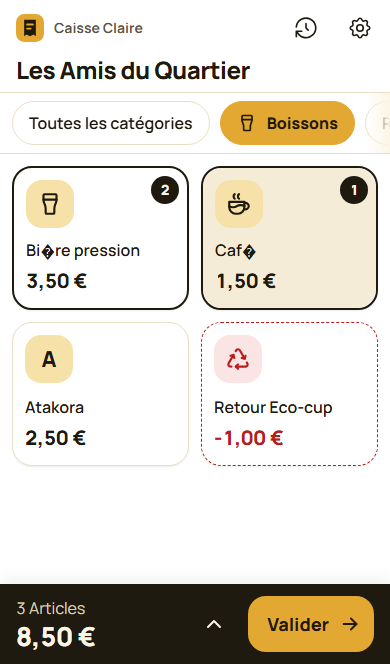 Caisse Claire
Les Amis du Quartier
Toutes les catégories
Boissons
2
Bi�re pression
3,50 €
1
Caf�
1,50 €
A
Atakora
2,50 €
Retour Eco-cup
-1,00 €
3 Articles
8,50 €
Valider